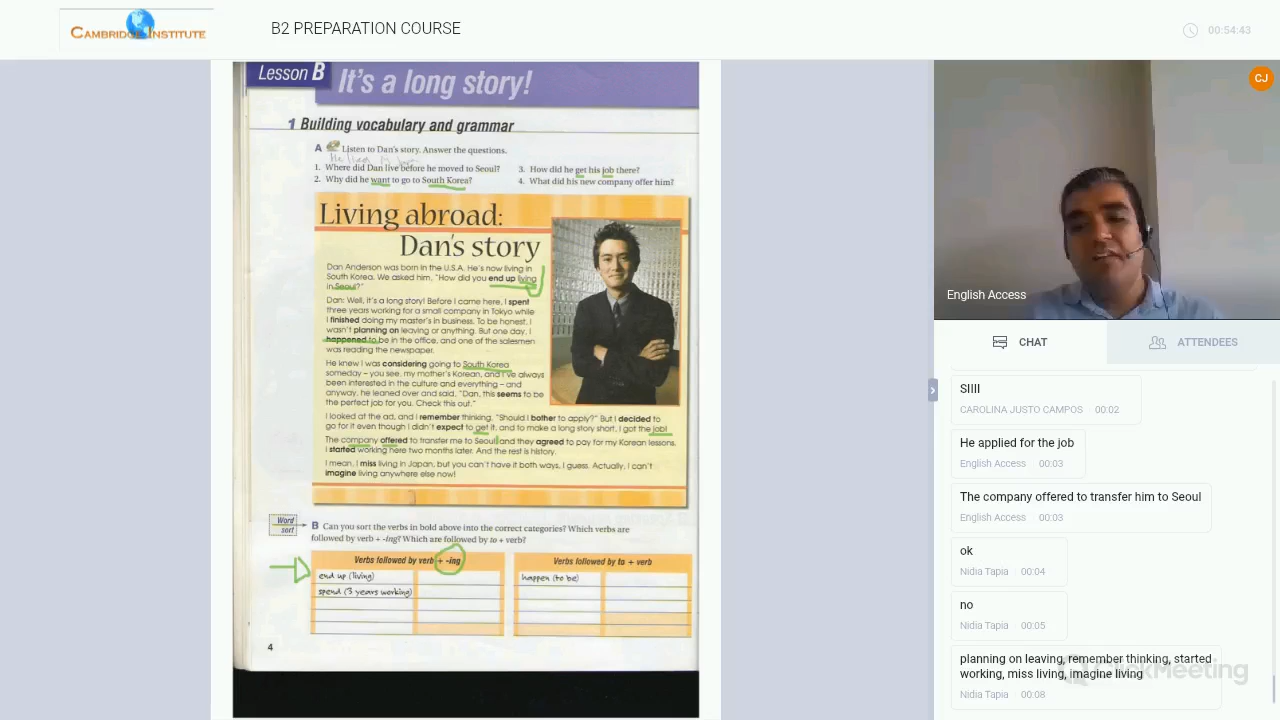 CAMBRIDGE INSTITUTE
B2 PREPARATION COURSE
00:54:43
Lesson B
It's a long story!
1 Building vocabulary and grammar
A Listen to Dan's story. Answer the questions.
1. Where did Dan live before he moved to Seoul?
2. Why did he want to go to South Korea?
3. How did he get his job there?
4. What did his new company offer him?
Living abroad:
Dan's story
Dan Anderson was born in the U.S.A. He's now living in
South Korea. We asked him, "How did you end up living
in Seoul?"
Dan: Well, it's a long story! Before I came here, I spent
three years working for a small company in Tokyo while
I finished doing my master's in business. To be honest, I
wasn't planning on leaving or anything. But one day, I
happened to be in the office, and one of the salesmen
was reading the newspaper.
He knew I was considering going to South Korea
someday – you see, my mother's Korean, and I've always
been interested in the culture and everything – and
anyway, he leaned over and said, "Dan, this seems to be
the perfect job for you. Check this out."
I looked at the ad, and I remember thinking, "Should I bother to apply?" But I decided to
go for it even though I didn't expect to get it, and to make a long story short, I got the job!
The company offered to transfer me to Seoul and they agreed to pay for my Korean lessons.
I started working here two months later. And the rest is history.
I mean, I miss living in Japan, but you can't have it both ways, I guess. Actually, I can't
imagine living anywhere else now!
Word
sort
B Can you sort the verbs in bold above into the correct categories? Which verbs are
followed by verb + -ing? Which are followed by to + verb?
Verbs followed by verb + -ing
end up (living)
spend (3 years working)
Verbs followed by to + verb
happen (to be)
4
CJ
English Access
CHAT
ATTENDEES
SIIII
CAROLINA JUSTO CAMPOS 00:02
He applied for the job
English Access 00:03
The company offered to transfer him to Seoul
English Access 00:03
ok
Nidia Tapia 00:04
no
Nidia Tapia 00:05
planning on leaving, remember thinking, started
working, miss living, imagine living
Nidia Tapia 00:08
ClickMeeting